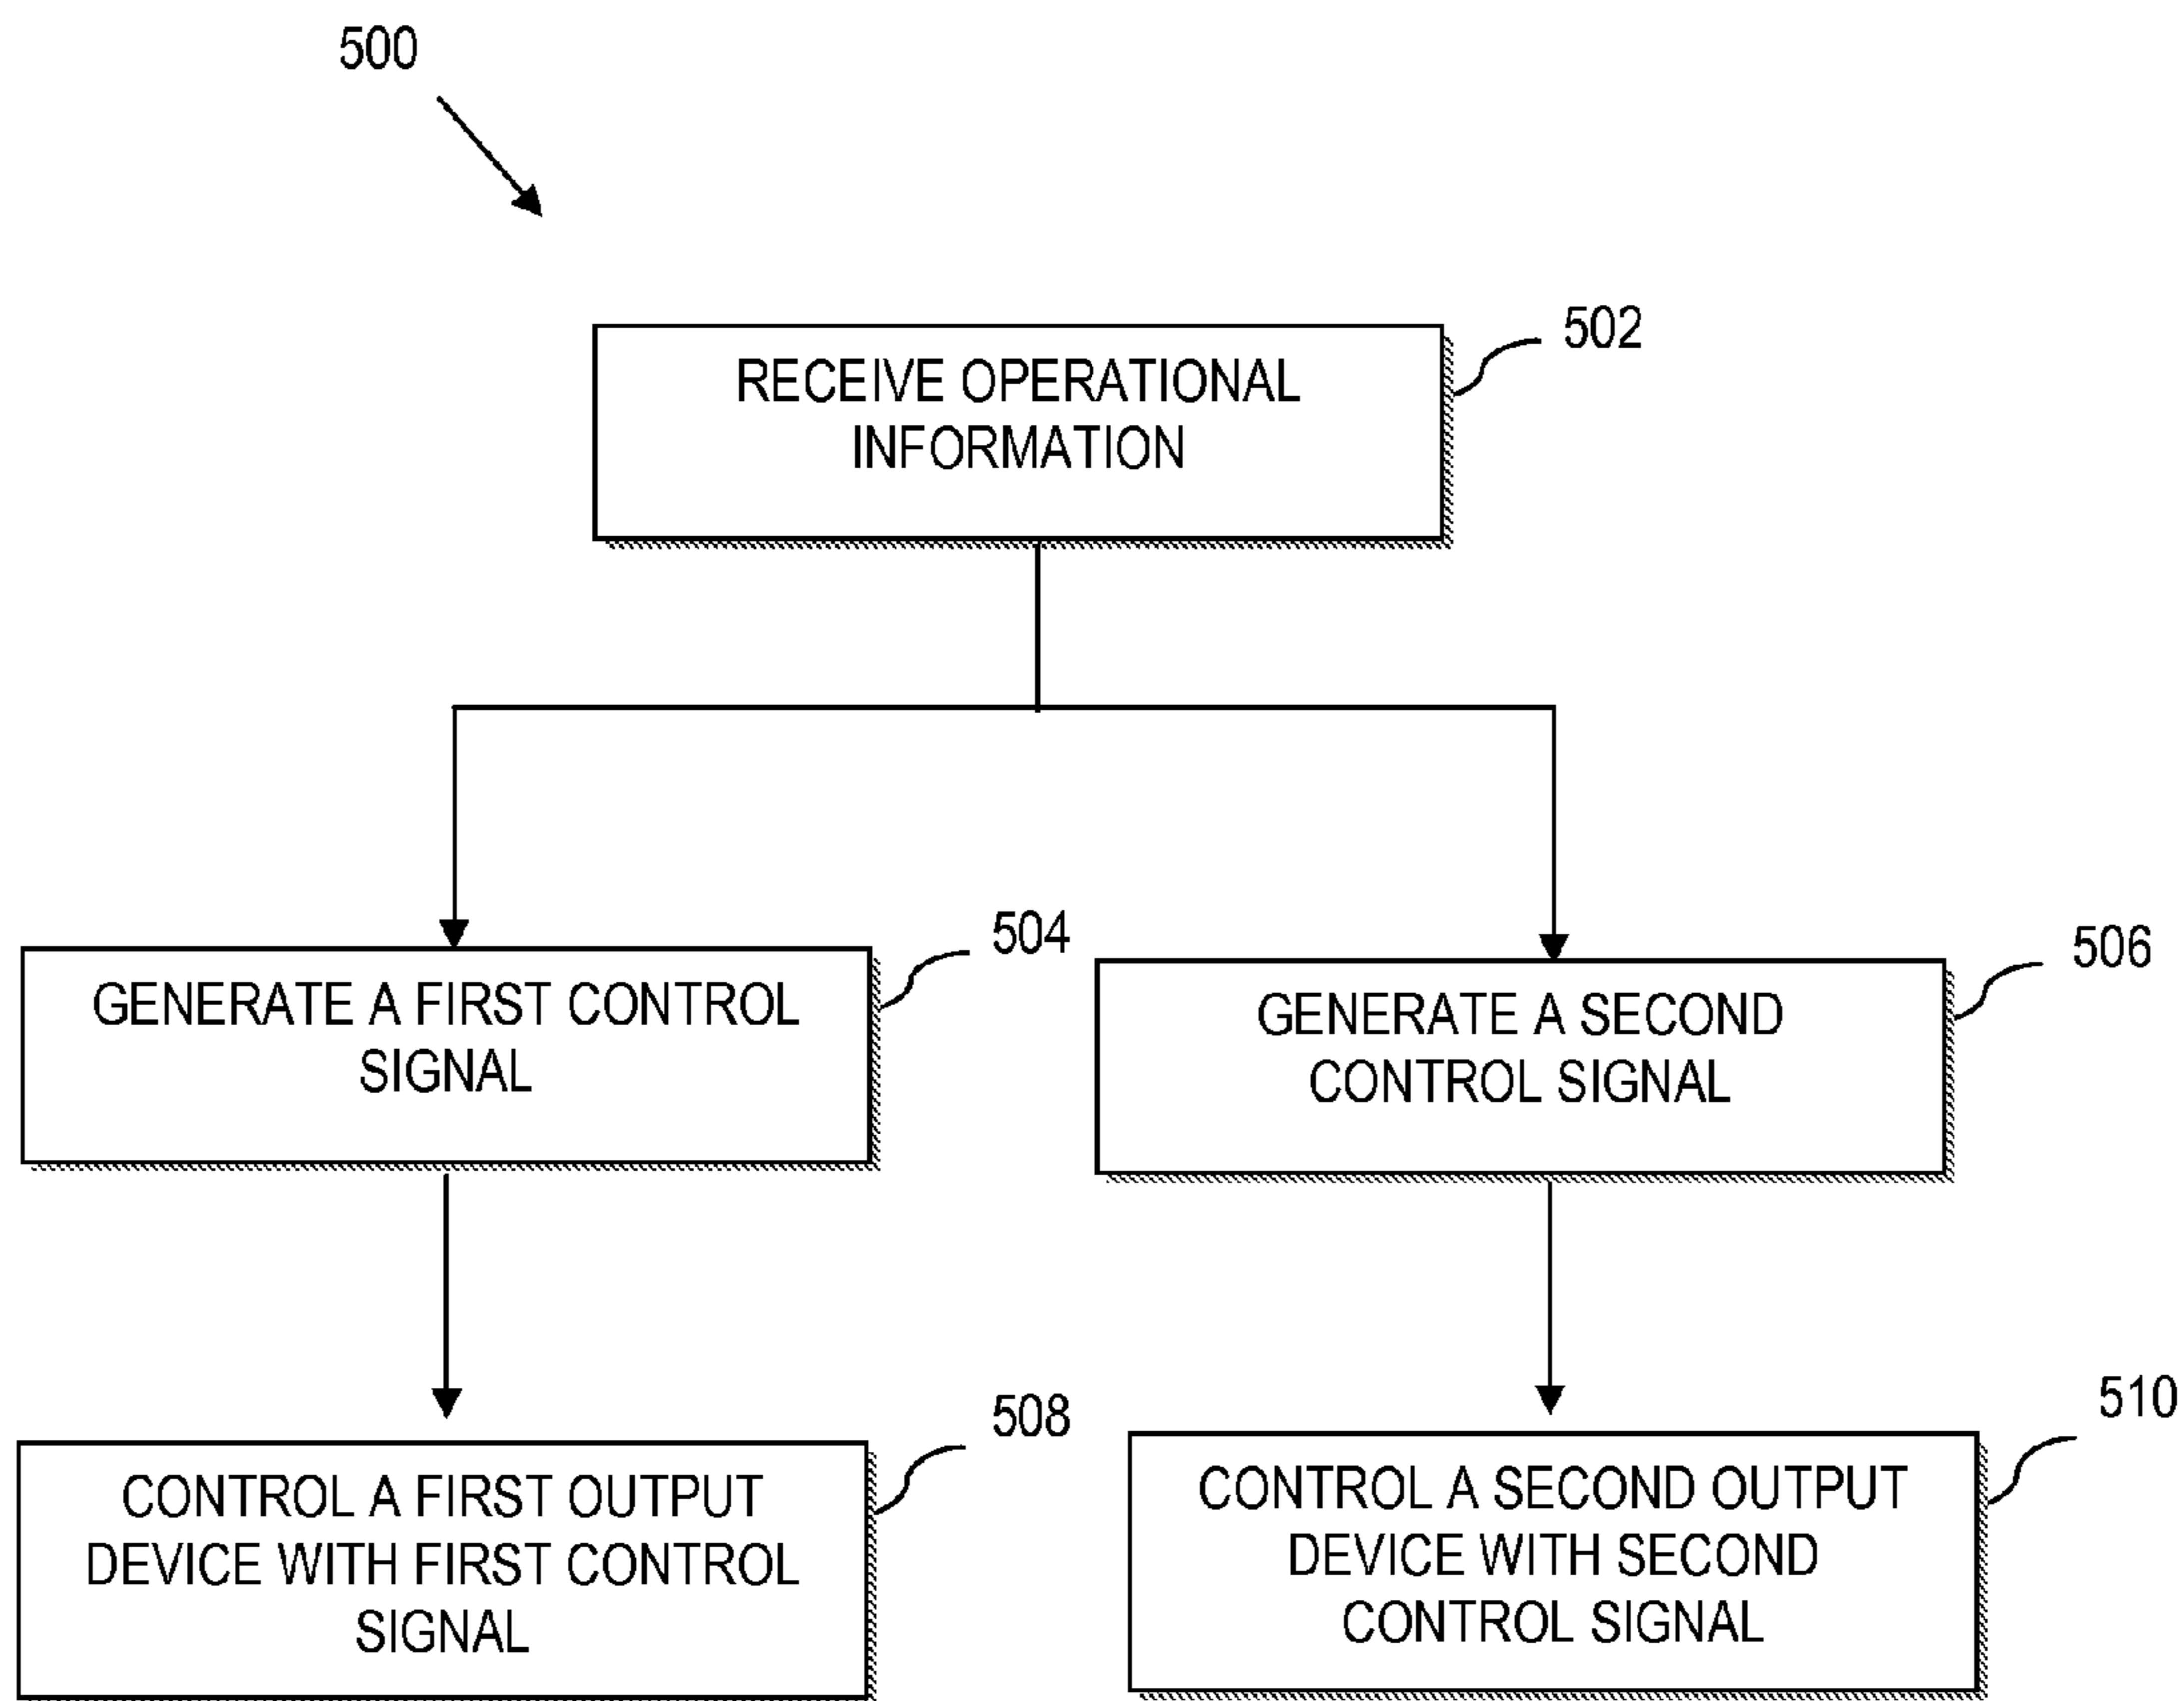 500
502
RECEIVE OPERATIONAL
INFORMATION
504
GENERATE A FIRST CONTROL
SIGNAL
506
GENERATE A SECOND
CONTROL SIGNAL
508
CONTROL A FIRST OUTPUT
DEVICE WITH FIRST CONTROL
SIGNAL
510
CONTROL A SECOND OUTPUT
DEVICE WITH SECOND
CONTROL SIGNAL